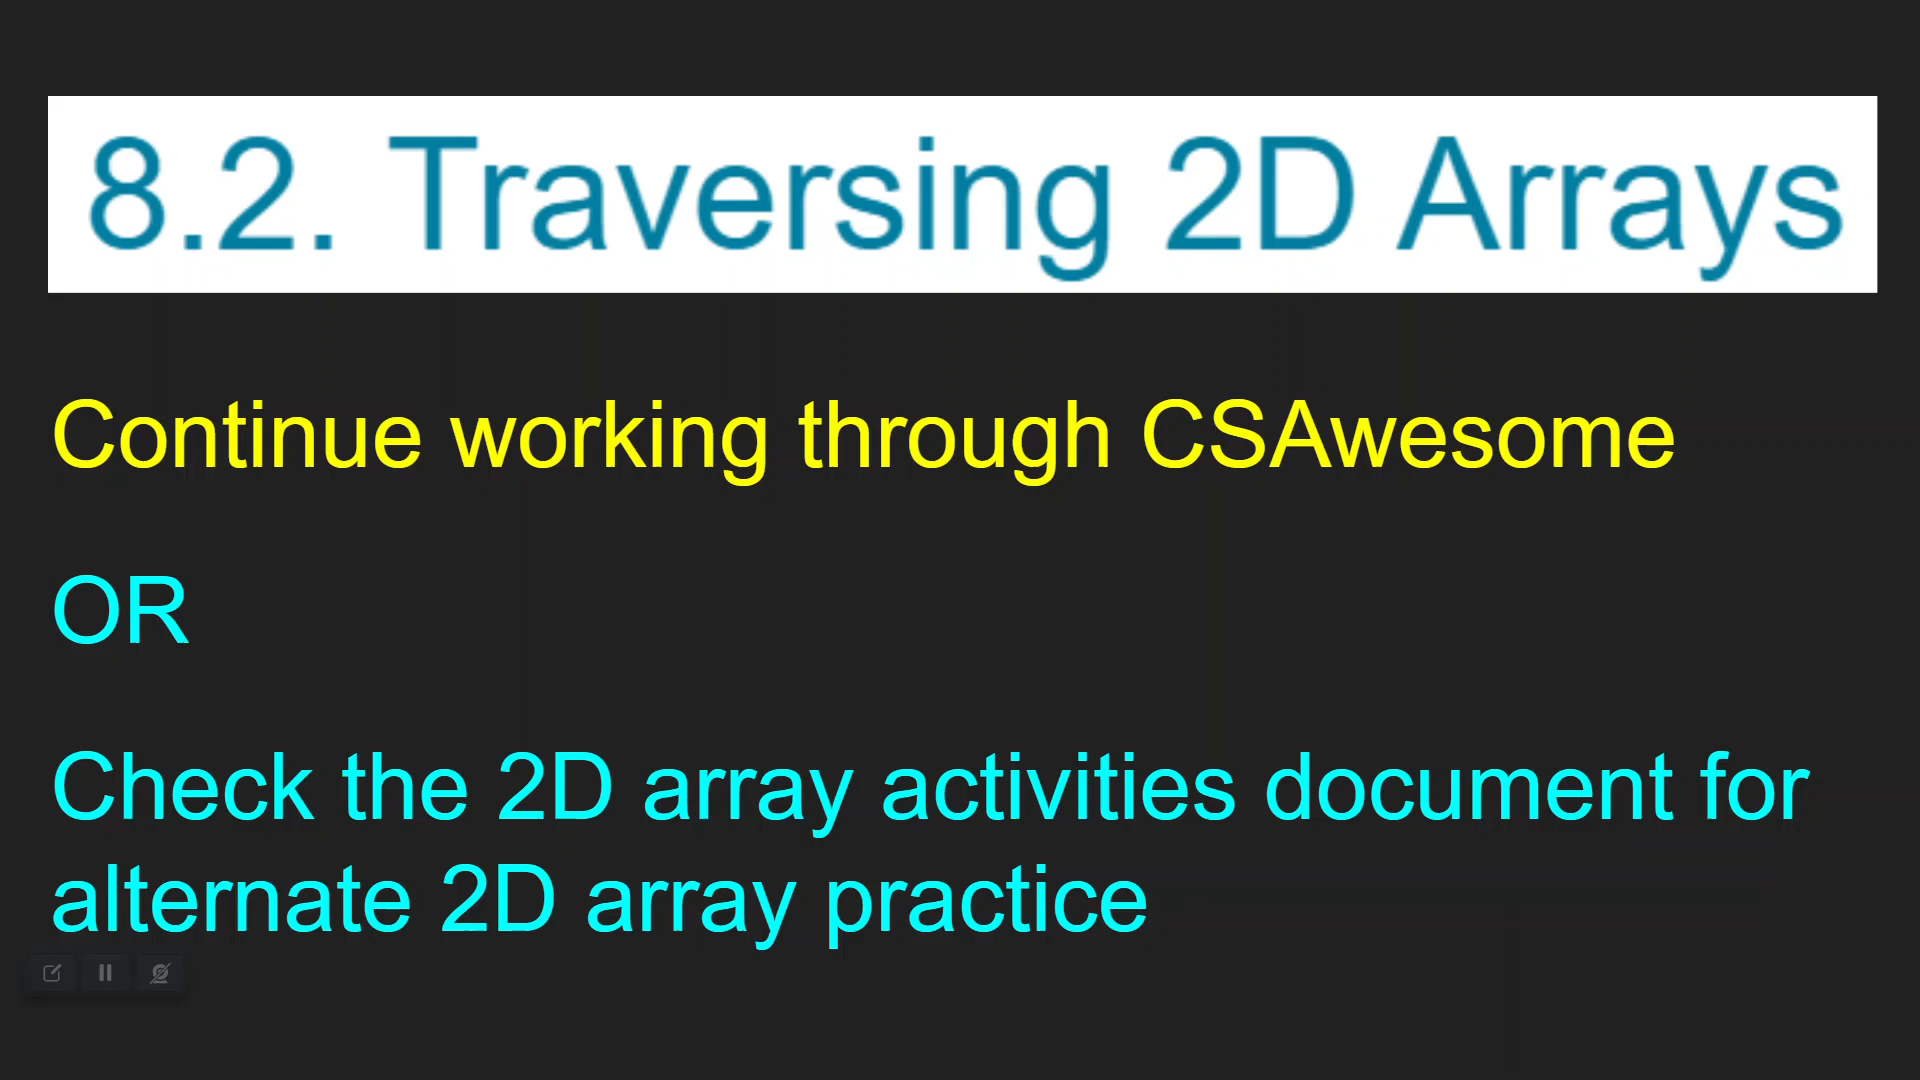 8.2. Traversing 2D Arrays
Continue working through CSAwesome
OR
Check the 2D array activities document for
alternate 2D array practice